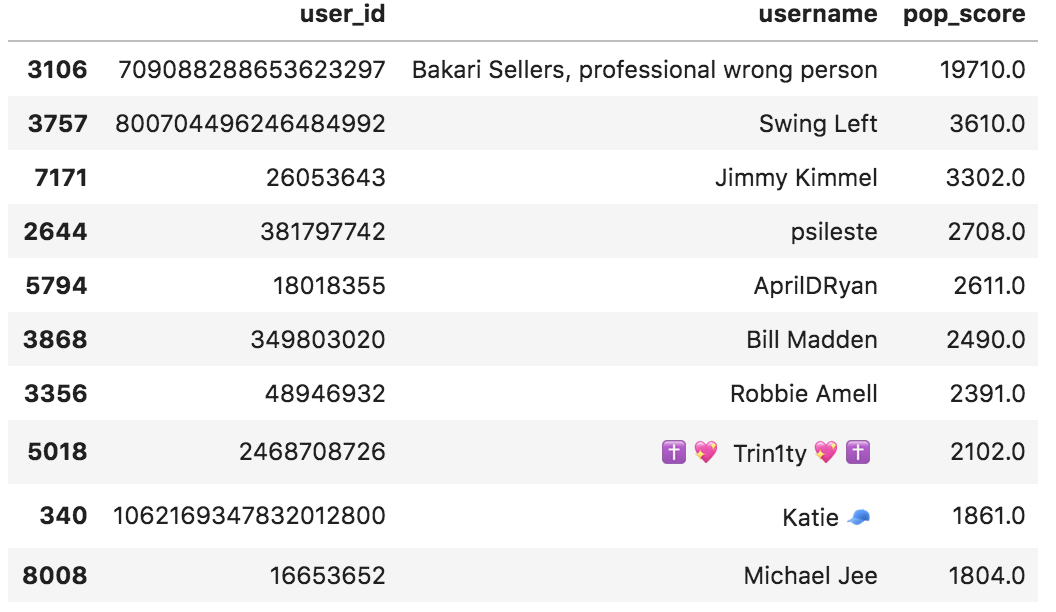 user_id username pop_score
3106 709088288653623297 Bakari Sellers, professional wrong person 19710.0
3757 800704496246484992 Swing Left 3610.0
7171 26053643 Jimmy Kimmel 3302.0
2644 381797742 psileste 2708.0
5794 18018355 AprilDRyan 2611.0
3868 349803020 Bill Madden 2490.0
3356 48946932 Robbie Amell 2391.0
5018 2468708726 ✝️💖 Trin1ty 💖✝️ 2102.0
340 1062169347832012800 Katie 🧢 1861.0
8008 16653652 Michael Jee 1804.0